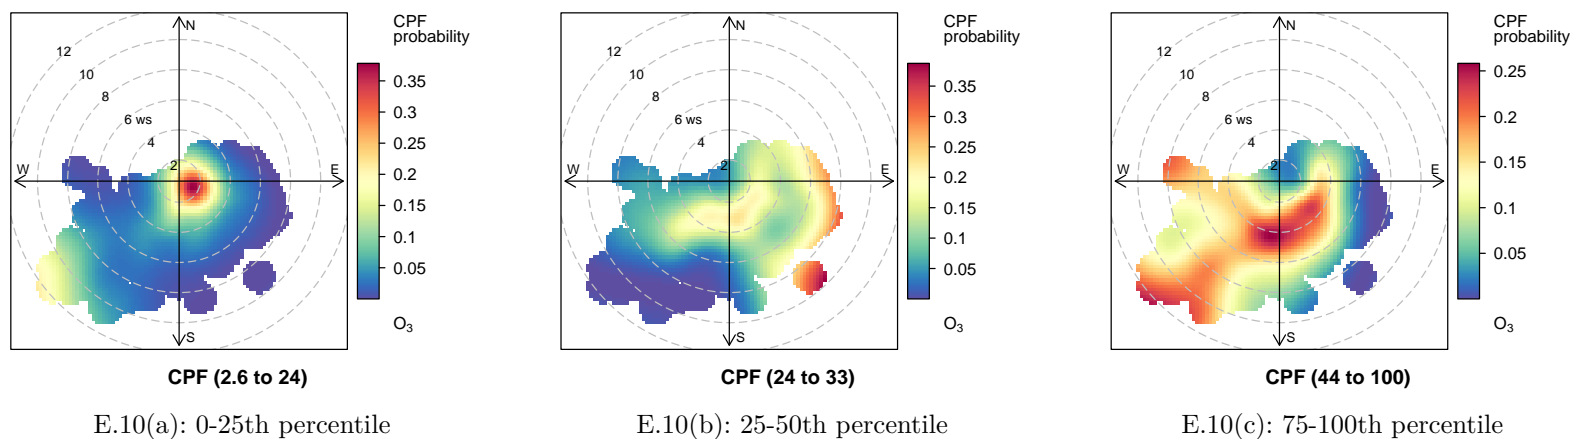 CPF
probability
N
E
S
W
2
4
6 ws
8
10
12
0.35
0.3
0.25
0.2
0.15
0.1
0.05
O3
CPF (2.6 to 24)
E.10(a): 0-25th percentile
CPF
probability
N
E
S
W
2
4
6 ws
8
10
12
0.35
0.3
0.25
0.2
0.15
0.1
0.05
O3
CPF (24 to 33)
E.10(b): 25-50th percentile
CPF
probability
N
E
S
W
2
4
6 ws
8
10
12
0.25
0.2
0.15
0.1
0.05
O3
CPF (44 to 100)
E.10(c): 75-100th percentile